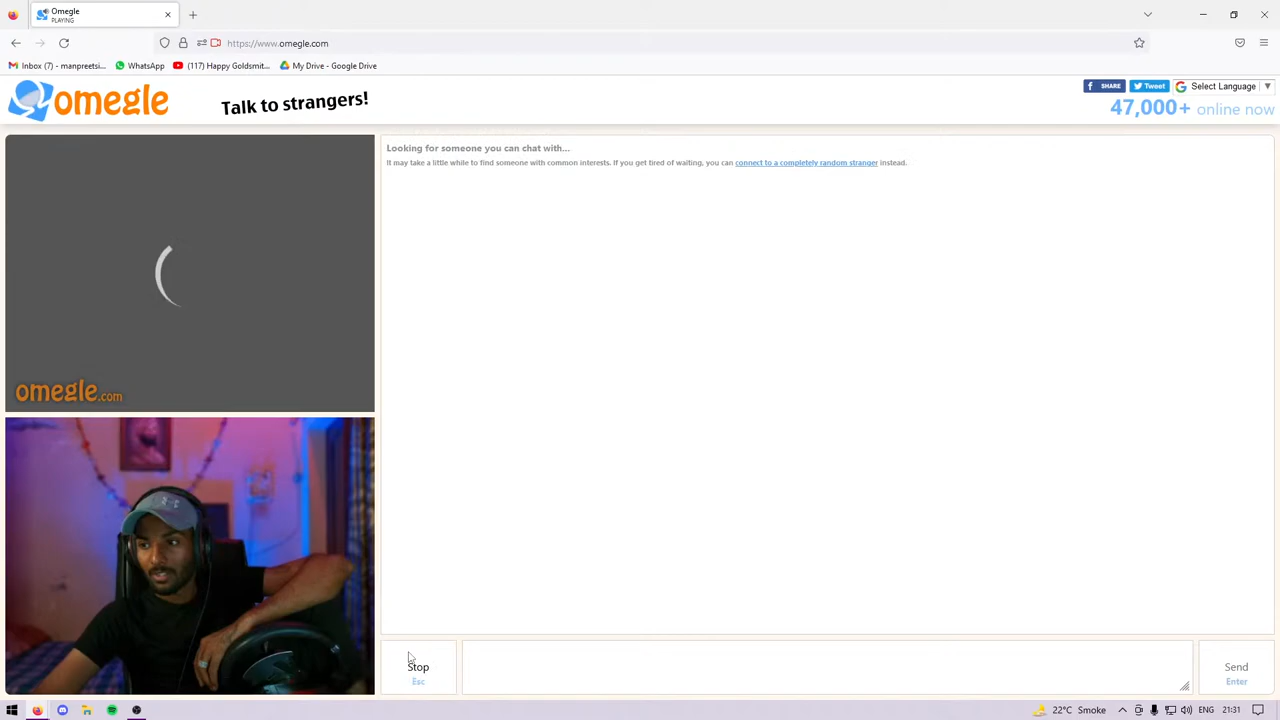 Omegle
PLAYING
https://www.omegle.com
Inbox (7) - manpreetsi...
WhatsApp
(117) Happy Goldsmit...
My Drive - Google Drive
omegle
Talk to strangers!
SHARE
Tweet
Select Language
47,000+ online now
Looking for someone you can chat with...
It may take a little while to find someone with common interests. If you get tired of waiting, you can connect to a completely random stranger instead.
omegle.com
Stop
Esc
Send
Enter
22°C Smoke
ENG
21:31